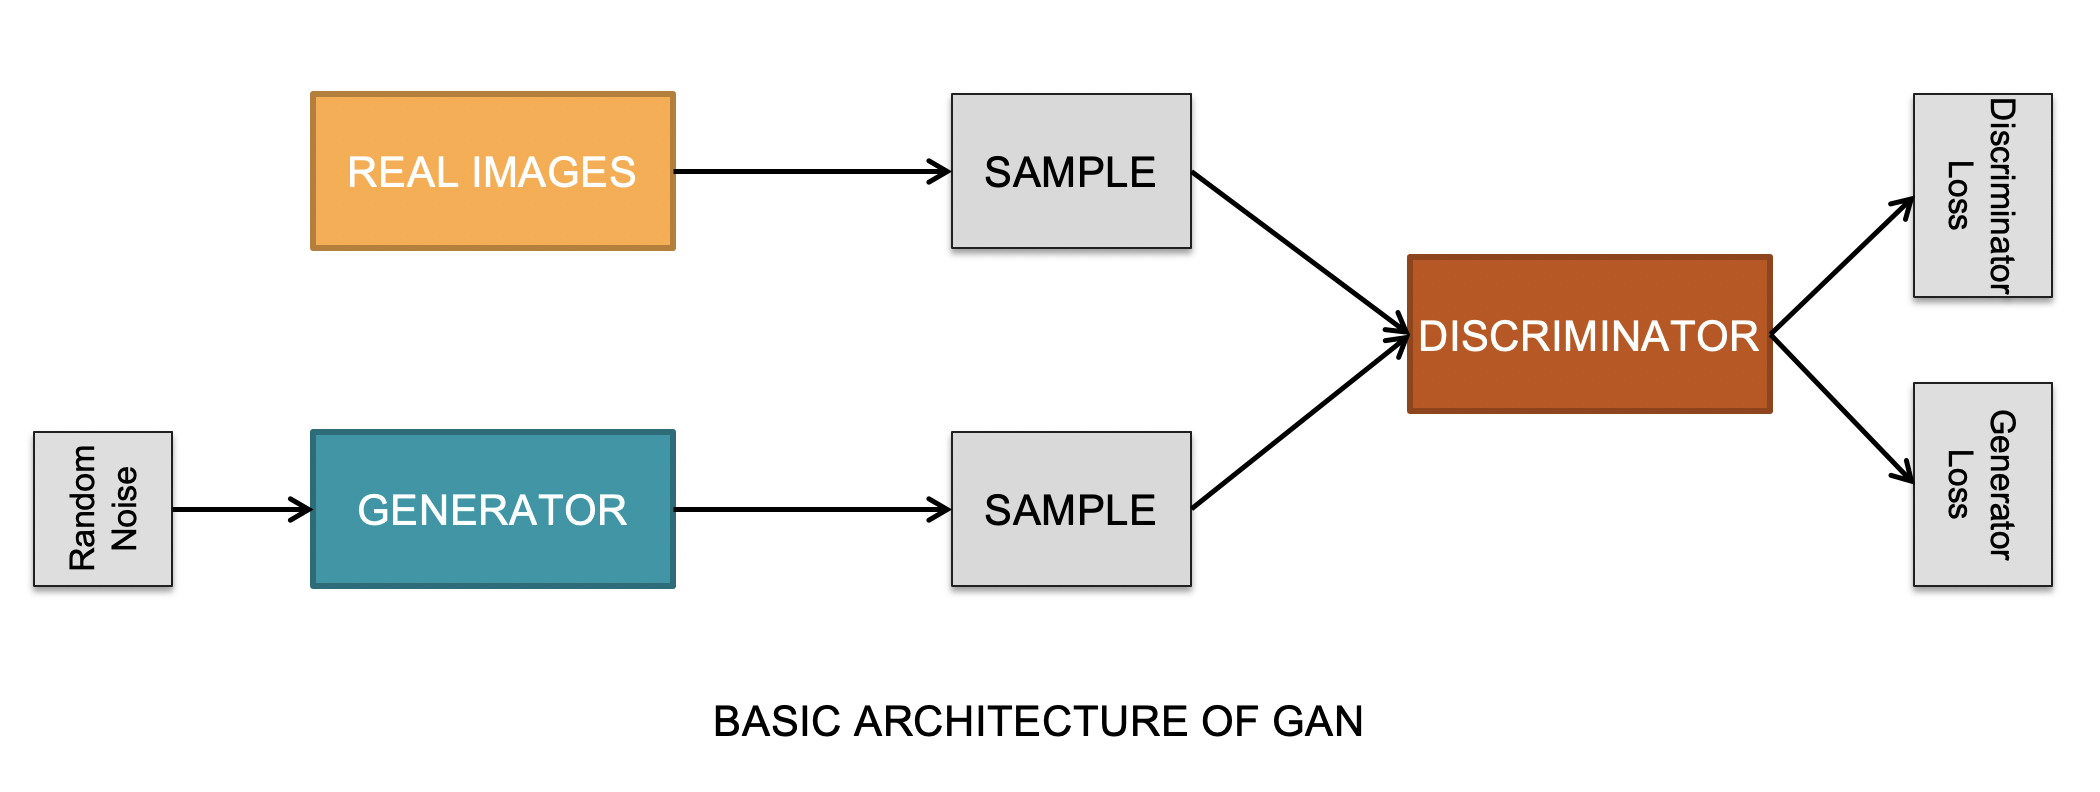 REAL IMAGES
SAMPLE
Discriminator
Loss
DISCRIMINATOR
Random
Noise
GENERATOR
SAMPLE
Generator
Loss
BASIC ARCHITECTURE OF GAN